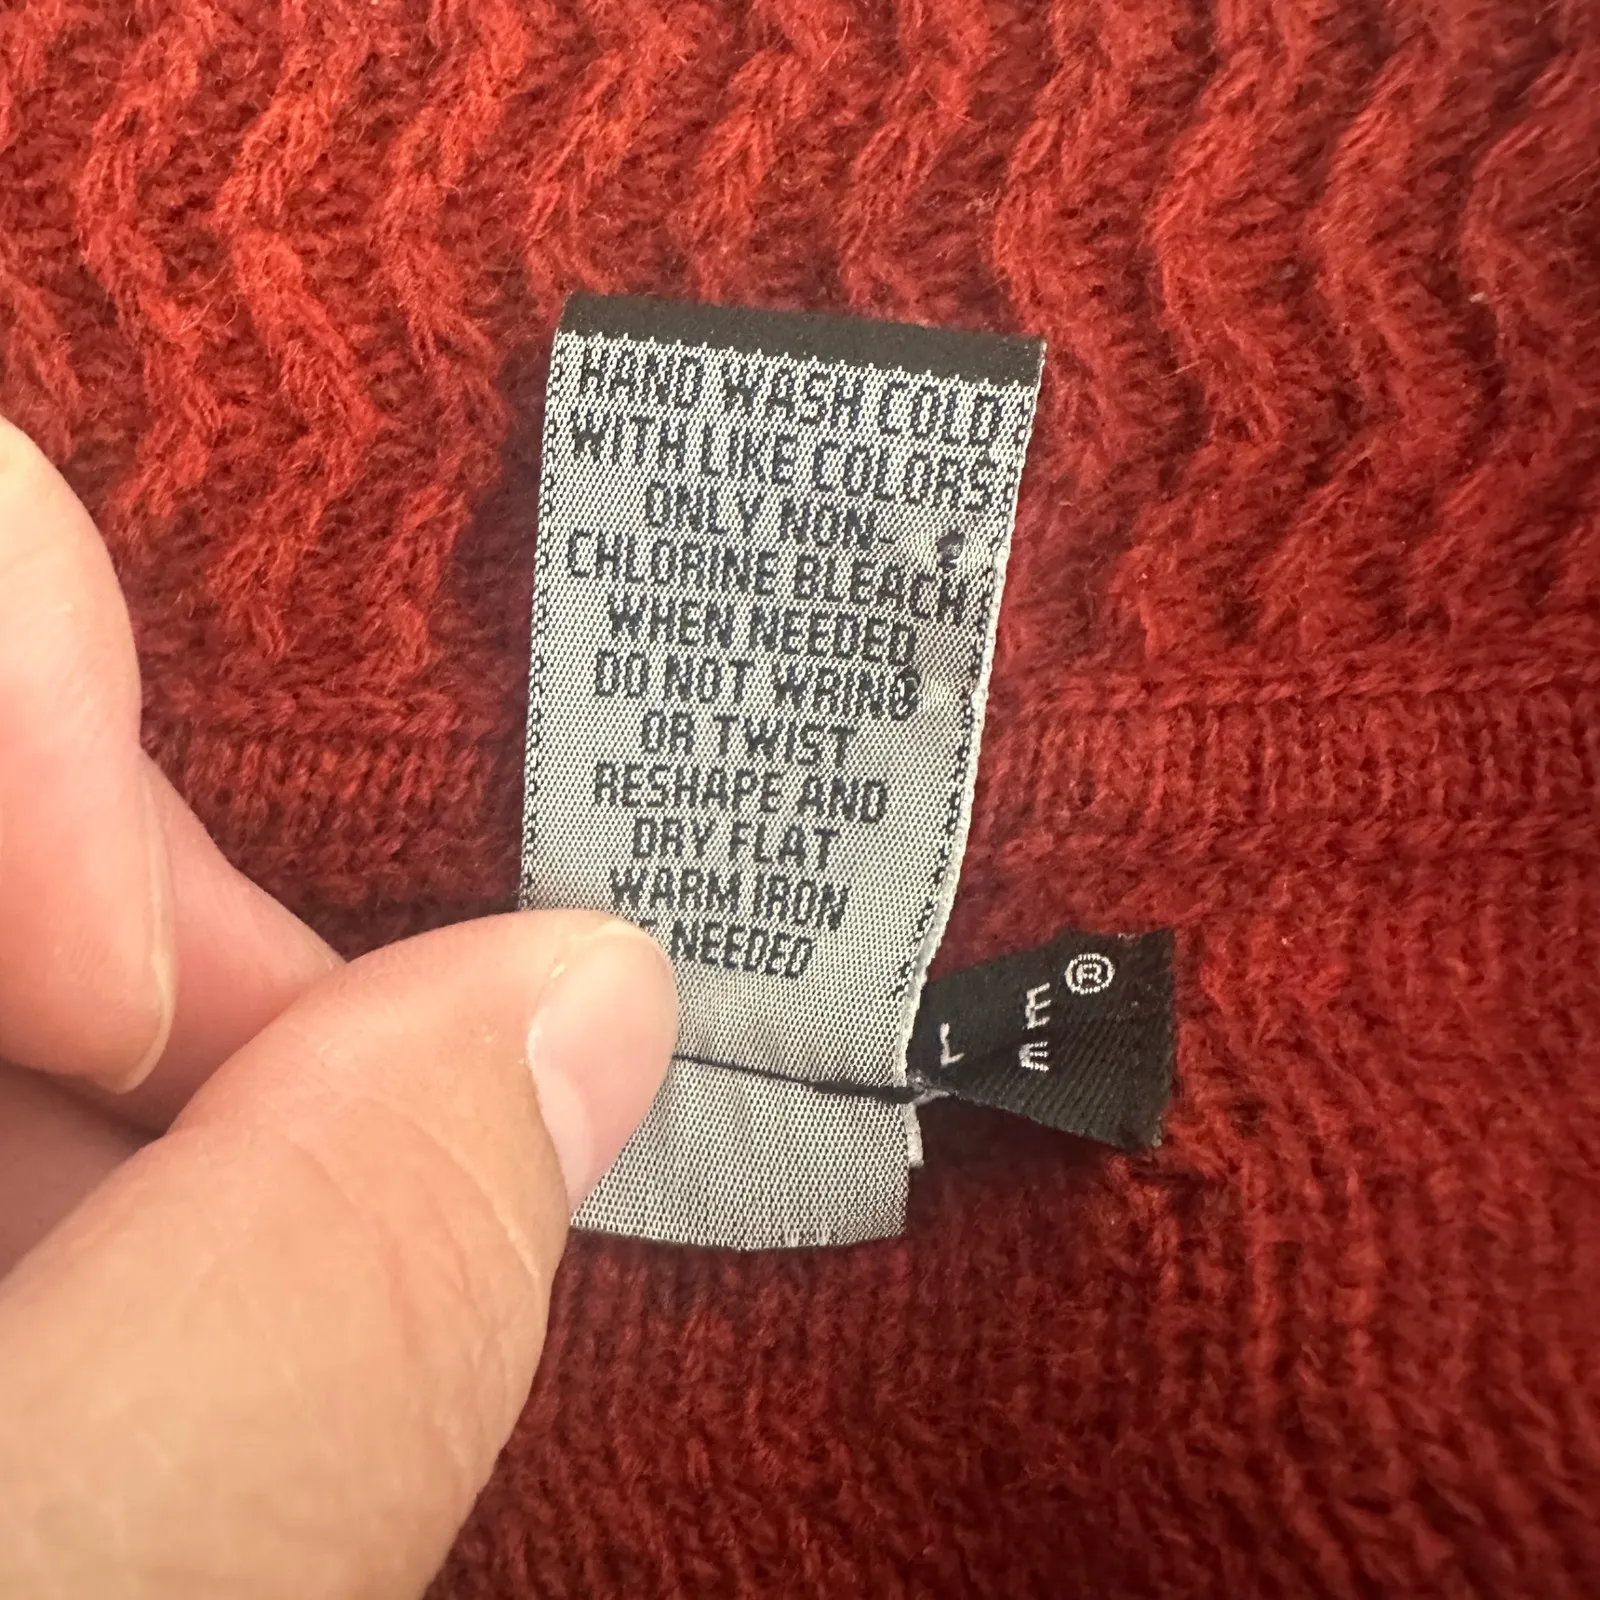 HAND WASH COLD
WITH LIKE COLORS
ONLY NON-
CHLORINE BLEACH
WHEN NEEDED
DO NOT WRING
OR TWIST
RESHAPE AND
DRY FLAT
WARM IRON
NEEDED
E®
L E